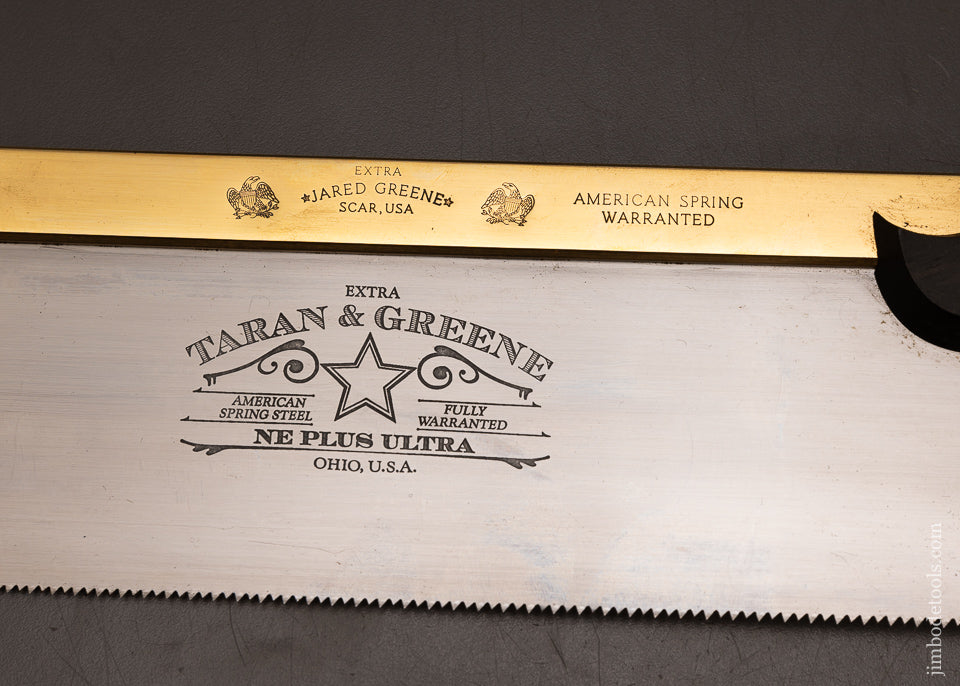 EXTRA
JARED GREENE
SCAR, USA
AMERICAN SPRING
WARRANTED
EXTRA
TARAN & GREENE
AMERICAN
SPRING STEEL
FULLY
WARRANTED
NE PLUS ULTRA
OHIO, U.S.A.
jimbodetools.com